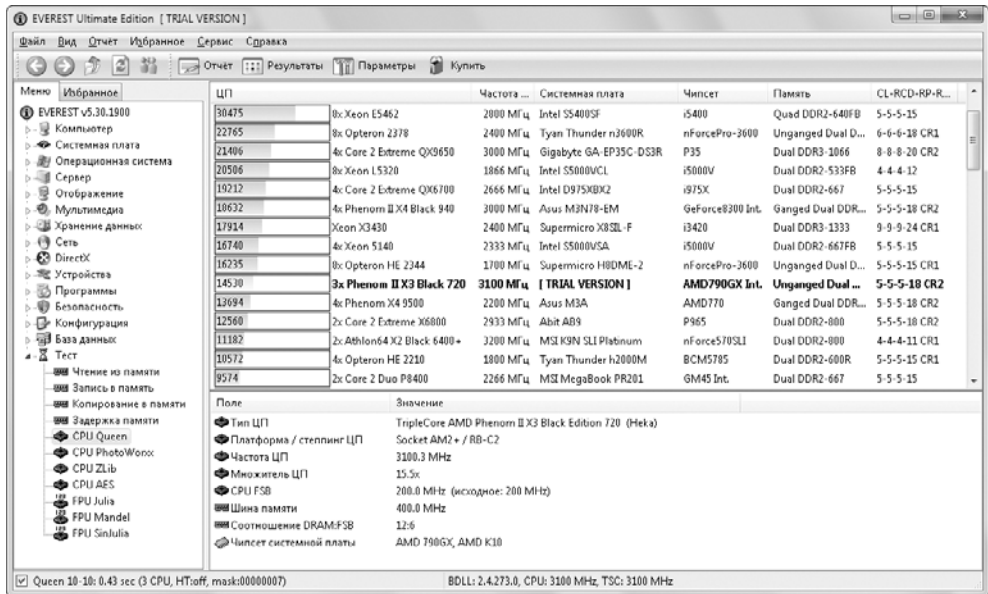 EVEREST Ultimate Edition [ TRIAL VERSION ]
Файл Вид Отчёт Избранное Сервис Справка
Отчёт Результаты Параметры Купить
Меню Избранное
EVEREST v5.30.1900
Компьютер
Системная плата
Операционная система
Сервер
Отображение
Мультимедиа
Хранение данных
Сеть
DirectX
Устройства
Программы
Безопасность
Конфигурация
База данных
Тест
Чтение из памяти
Запись в память
Копирование в памяти
Задержка памяти
CPU Queen
CPU PhotoWorxx
CPU ZLib
CPU AES
FPU Julia
FPU Mandel
FPU SinJulia
ЦП Частота ... Системная плата Чипсет Память CL-RCD-RP-R...
30475 8x Xeon E5462 2800 МГц Intel S5400SF i5400 Quad DDR2-640FB 5-5-5-15
22765 8x Opteron 2378 2400 МГц Tyan Thunder n3600R nForcePro-3600 Unganged Dual D... 6-6-6-18 CR1
21406 4x Core 2 Extreme QX9650 3000 МГц Gigabyte GA-EP35C-DS3R P35 Dual DDR3-1066 8-8-8-20 CR2
20506 8x Xeon L5320 1866 МГц Intel S5000VCL i5000V Dual DDR2-533FB 4-4-4-12
19212 4x Core 2 Extreme QX6700 2666 МГц Intel D975XBX2 i975X Dual DDR2-667 5-5-5-15
18632 4x Phenom II X4 Black 940 3000 МГц Asus M3N78-EM GeForce8300 Int. Ganged Dual DDR... 5-5-5-18 CR2
17914 Xeon X3430 2400 МГц Supermicro X8SIL-F i3420 Dual DDR3-1333 9-9-9-24 CR1
16740 4x Xeon 5140 2333 МГц Intel S5000VSA i5000V Dual DDR2-667FB 5-5-5-15
16235 8x Opteron HE 2344 1700 МГц Supermicro H8DME-2 nForcePro-3600 Unganged Dual D... 5-5-5-15 CR1
14530 3x Phenom II X3 Black 720 3100 МГц [ TRIAL VERSION ] AMD790GX Int. Unganged Dual ... 5-5-5-18 CR2
13694 4x Phenom X4 9500 2200 МГц Asus M3A AMD770 Ganged Dual DDR... 5-5-5-18 CR2
12560 2x Core 2 Extreme X6800 2933 МГц Abit AB9 P965 Dual DDR2-800 5-5-5-18 CR2
11182 2x Athlon64 X2 Black 6400+ 3200 МГц MSI K9N SLI Platinum nForce570SLI Dual DDR2-800 4-4-4-11 CR1
10572 4x Opteron HE 2210 1800 МГц Tyan Thunder h2000M BCM5785 Dual DDR2-600R 5-5-5-15 CR1
9574 2x Core 2 Duo P8400 2266 МГц MSI MegaBook PR201 GM45 Int. Dual DDR2-667 5-5-5-15
Поле Значение
Тип ЦП TripleCore AMD Phenom II X3 Black Edition 720 (Heka)
Платформа / степпинг ЦП Socket AM2+ / RB-C2
Частота ЦП 3100.3 MHz
Множитель ЦП 15.5x
CPU FSB 200.0 MHz (исходное: 200 MHz)
Шина памяти 400.0 MHz
Соотношение DRAM:FSB 12:6
Чипсет системной платы AMD 790GX, AMD K10
Queen 10-10: 0.43 sec (3 CPU, HT:off, mask:00000007) BDLL: 2.4.273.0, CPU: 3100 MHz, TSC: 3100 MHz